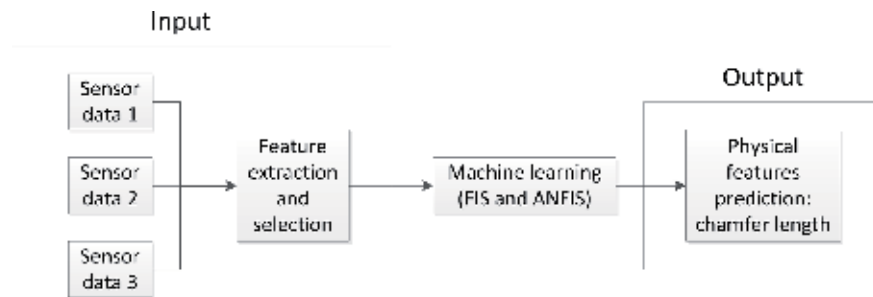 Input
Sensor
data 1
Sensor
data 2
Sensor
data 3
Feature
extraction
and
selection
Machine learning
(FIS and ANFIS)
Output
Physical
features
prediction:
chamfer length